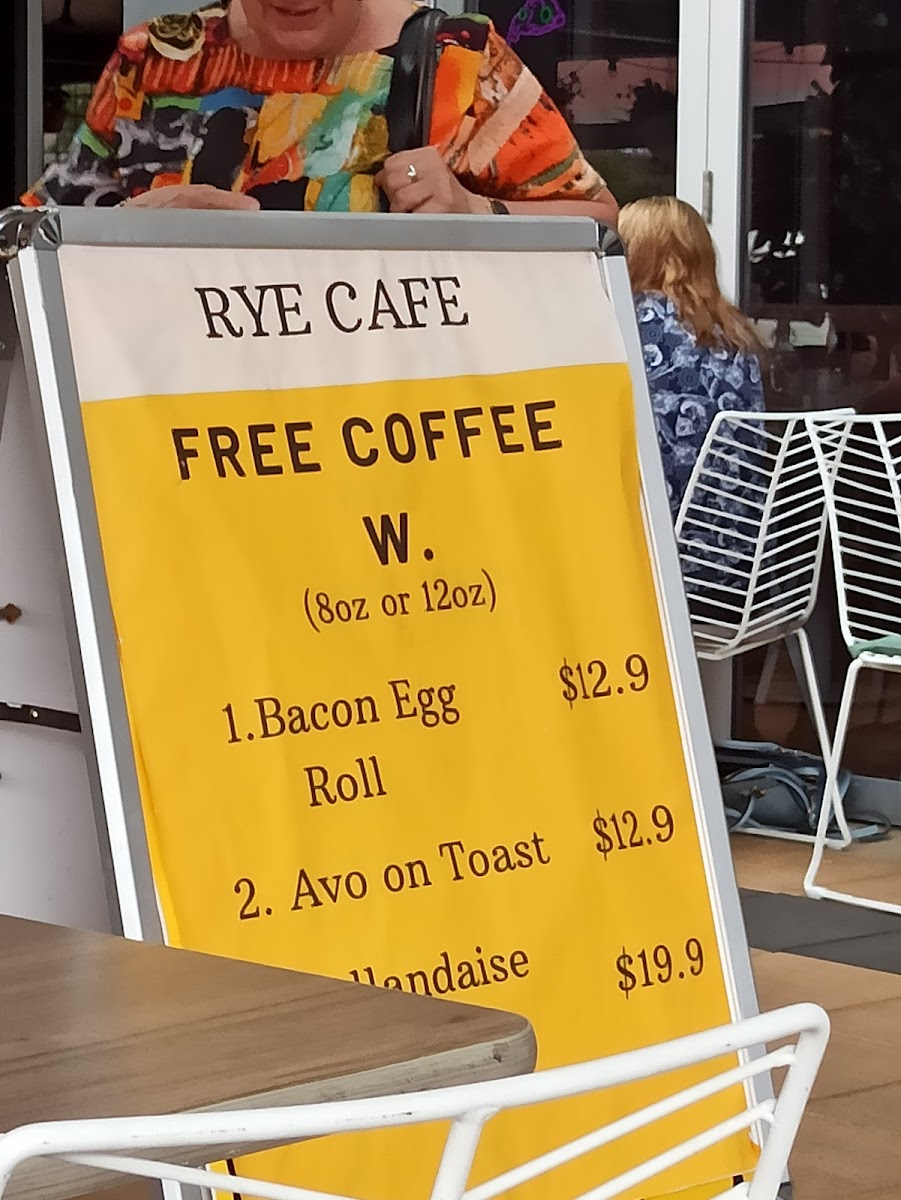 RYE CAFE
FREE COFFEE
W.
(8oz or 12oz)
1.Bacon Egg $12.9
Roll
2. Avo on Toast $12.9
$19.9